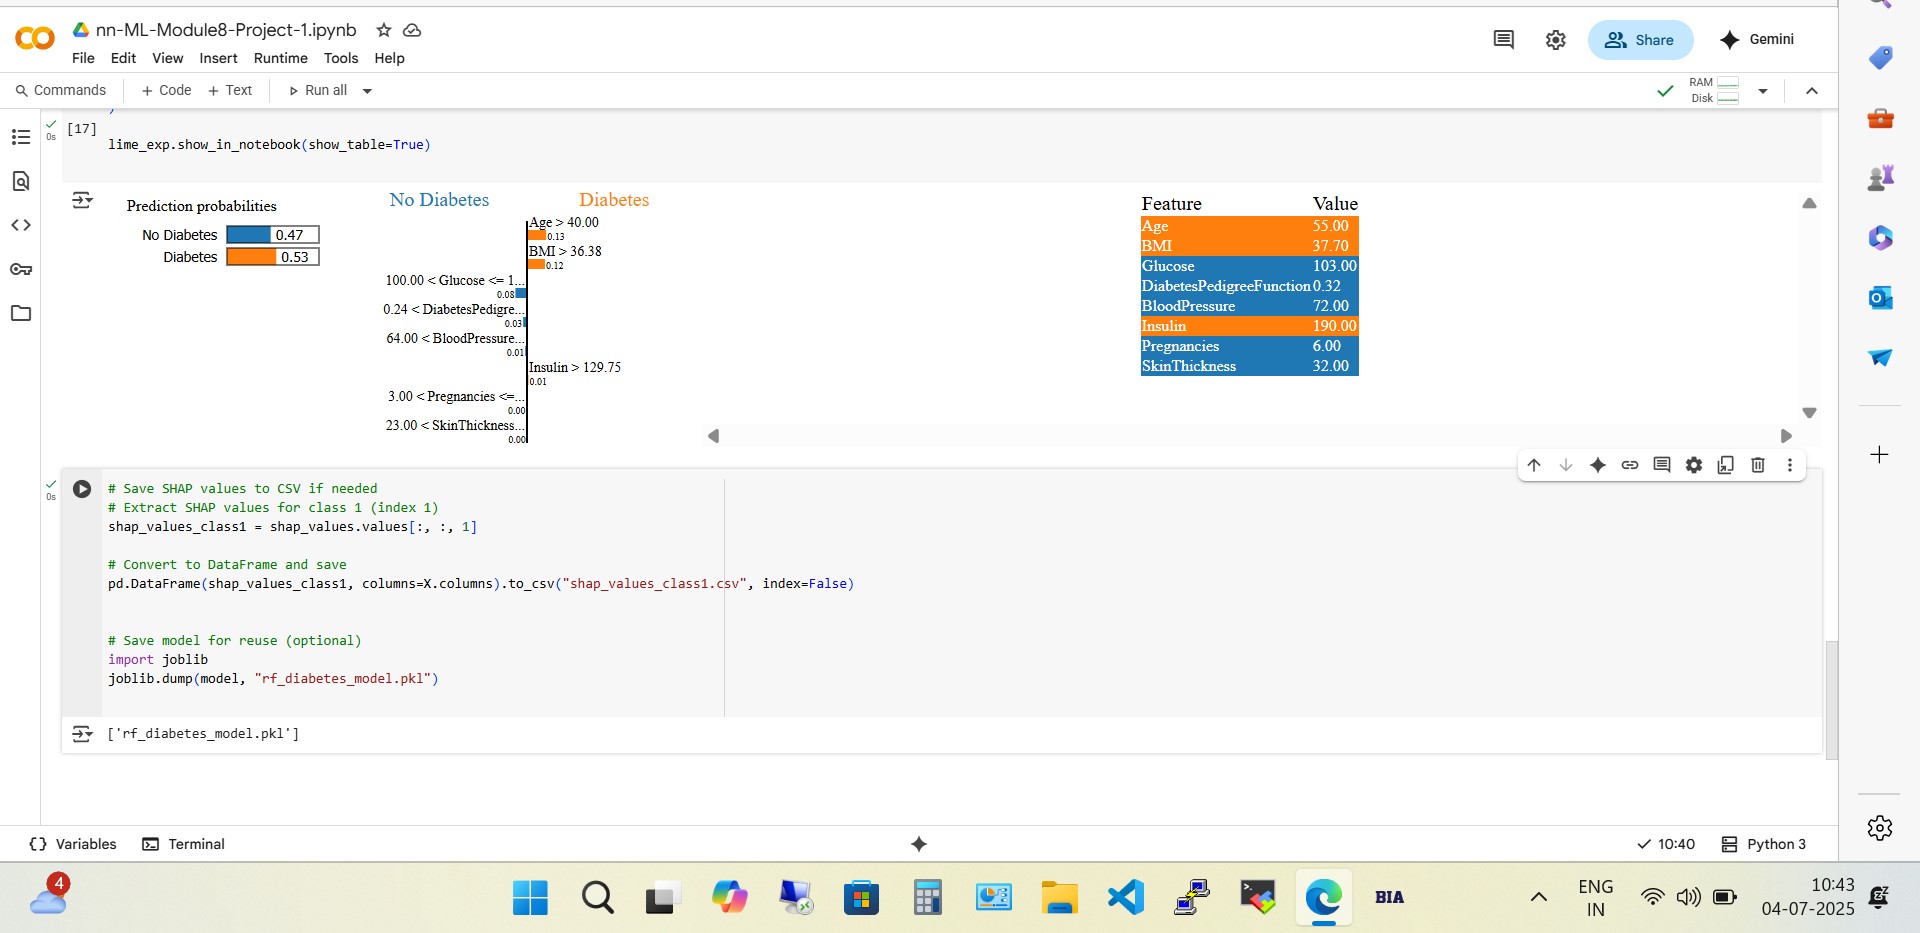 nn-ML-Module8-Project-1.ipynb
File Edit View Insert Runtime Tools Help
Share
Gemini
Commands
+ Code + Text
Run all
RAM
Disk
0s
[17]
lime_exp.show_in_notebook(show_table=True)
Prediction probabilities
No Diabetes 0.47
Diabetes 0.53
No Diabetes Diabetes
Age > 40.00
0.13
BMI > 36.38
0.12
100.00 < Glucose <= 1...
0.08
0.24 < DiabetesPedigre...
0.03
64.00 < BloodPressure...
0.01
Insulin > 129.75
0.01
3.00 < Pregnancies <=...
0.00
23.00 < SkinThickness...
0.00
Feature Value
Age 55.00
BMI 37.70
Glucose 103.00
DiabetesPedigreeFunction 0.32
BloodPressure 72.00
Insulin 190.00
Pregnancies 6.00
SkinThickness 32.00
0s
# Save SHAP values to CSV if needed
# Extract SHAP values for class 1 (index 1)
shap_values_class1 = shap_values.values[:, :, 1]
# Convert to DataFrame and save
pd.DataFrame(shap_values_class1, columns=X.columns).to_csv("shap_values_class1.csv", index=False)
# Save model for reuse (optional)
import joblib
joblib.dump(model, "rf_diabetes_model.pkl")
['rf_diabetes_model.pkl']
{} Variables
Terminal
10:40
Python 3
4
BIA
ENG
IN
10:43
04-07-2025